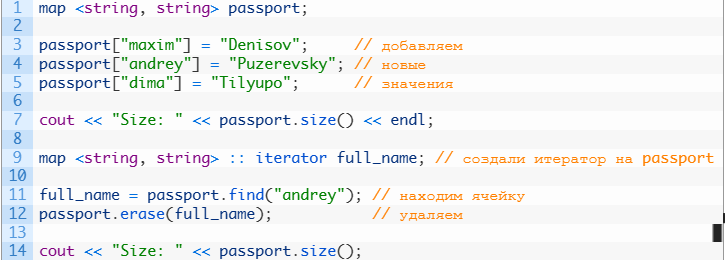 1 map <string, string> passport;
2
3 passport["maxim"] = "Denisov";     // добавляем
4 passport["andrey"] = "Puzerevsky"; // новые
5 passport["dima"] = "Tilyupo";      // значения
6
7 cout << "Size: " << passport.size() << endl;
8
9 map <string, string> :: iterator full_name; // создали итератор на passport
10
11 full_name = passport.find("andrey"); // находим ячейку
12 passport.erase(full_name);           // удаляем
13
14 cout << "Size: " << passport.size();